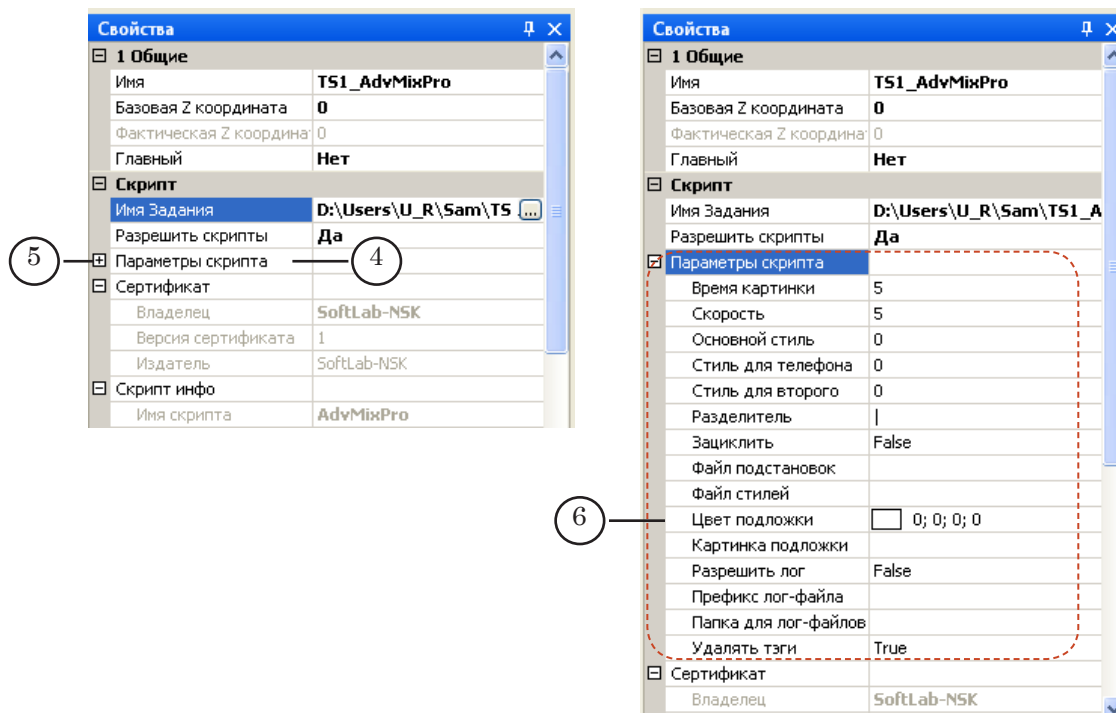 Свойства
1 Общие
Имя TS1_AdvMixPro
Базовая Z координата 0
Фактическая Z координат 0
Главный Нет
Скрипт
Имя Задания D:\Users\U_R\Sam\TS ...
Разрешить скрипты Да
Параметры скрипта
Сертификат
Владелец SoftLab-NSK
Версия сертификата 1
Издатель SoftLab-NSK
Скрипт инфо
Имя скрипта AdvMixPro
5
4
Свойства
1 Общие
Имя TS1_AdvMixPro
Базовая Z координата 0
Фактическая Z координа 0
Главный Нет
Скрипт
Имя Задания D:\Users\U_R\Sam\TS1_A
Разрешить скрипты Да
Параметры скрипта
Время картинки 5
Скорость 5
Основной стиль 0
Стиль для телефона 0
Стиль для второго 0
Разделитель |
Зациклить False
Файл подстановок
Файл стилей
Цвет подложки 0; 0; 0; 0
Картинка подложки
Разрешить лог False
Префикс лог-файла
Папка для лог-файлов
Удалять тэги True
Сертификат
Владелец SoftLab-NSK
6